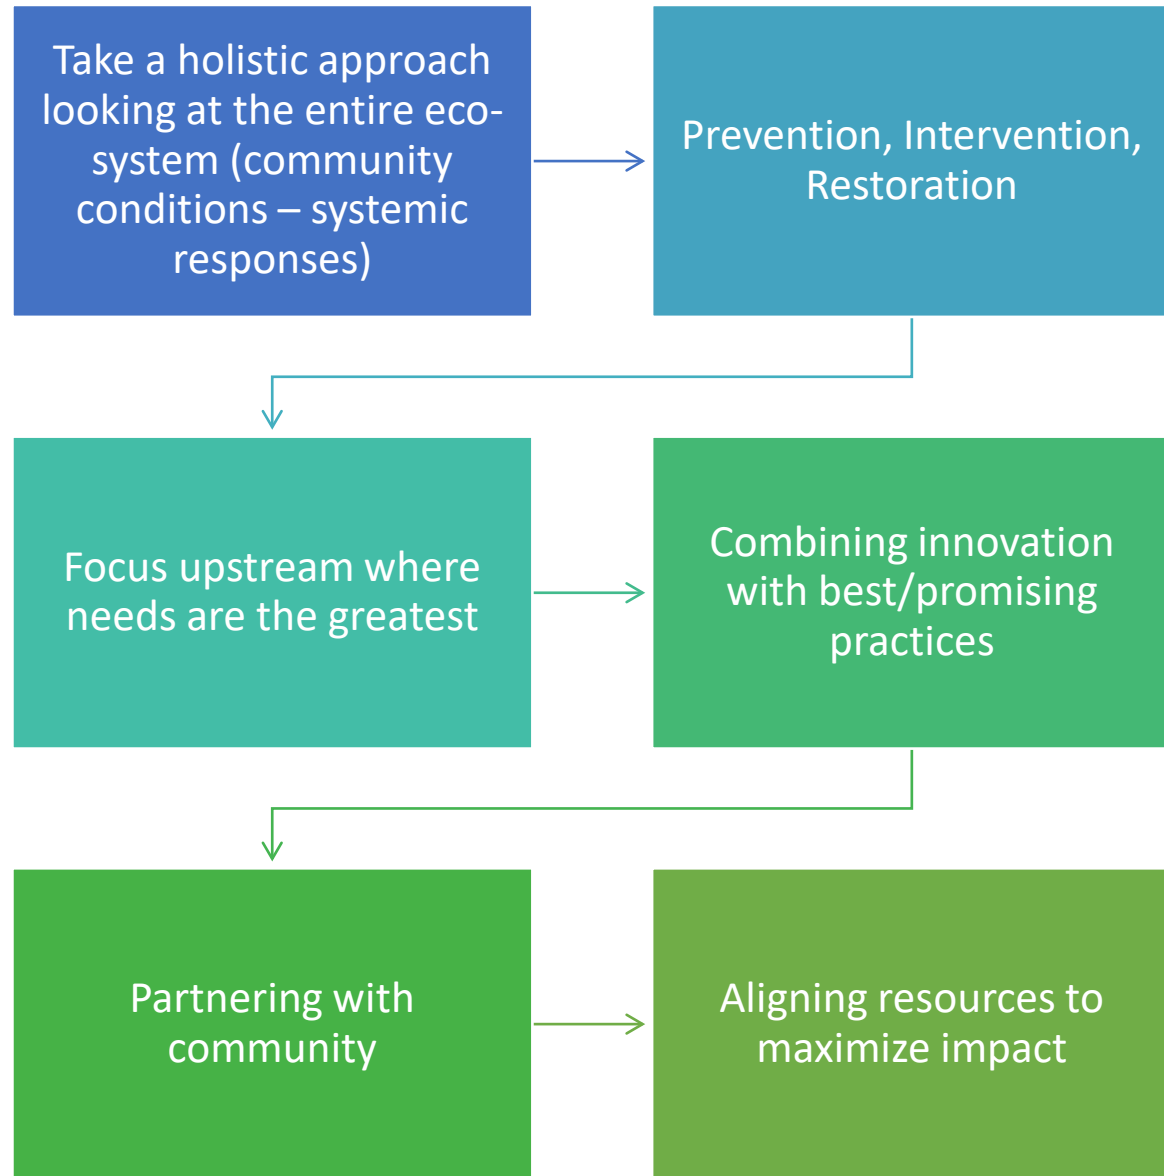 Take a holistic approach
looking at the entire eco-
system (community
conditions – systemic
responses)
Prevention, Intervention,
Restoration
Focus upstream where
needs are the greatest
Combining innovation
with best/promising
practices
Partnering with
community
Aligning resources to
maximize impact